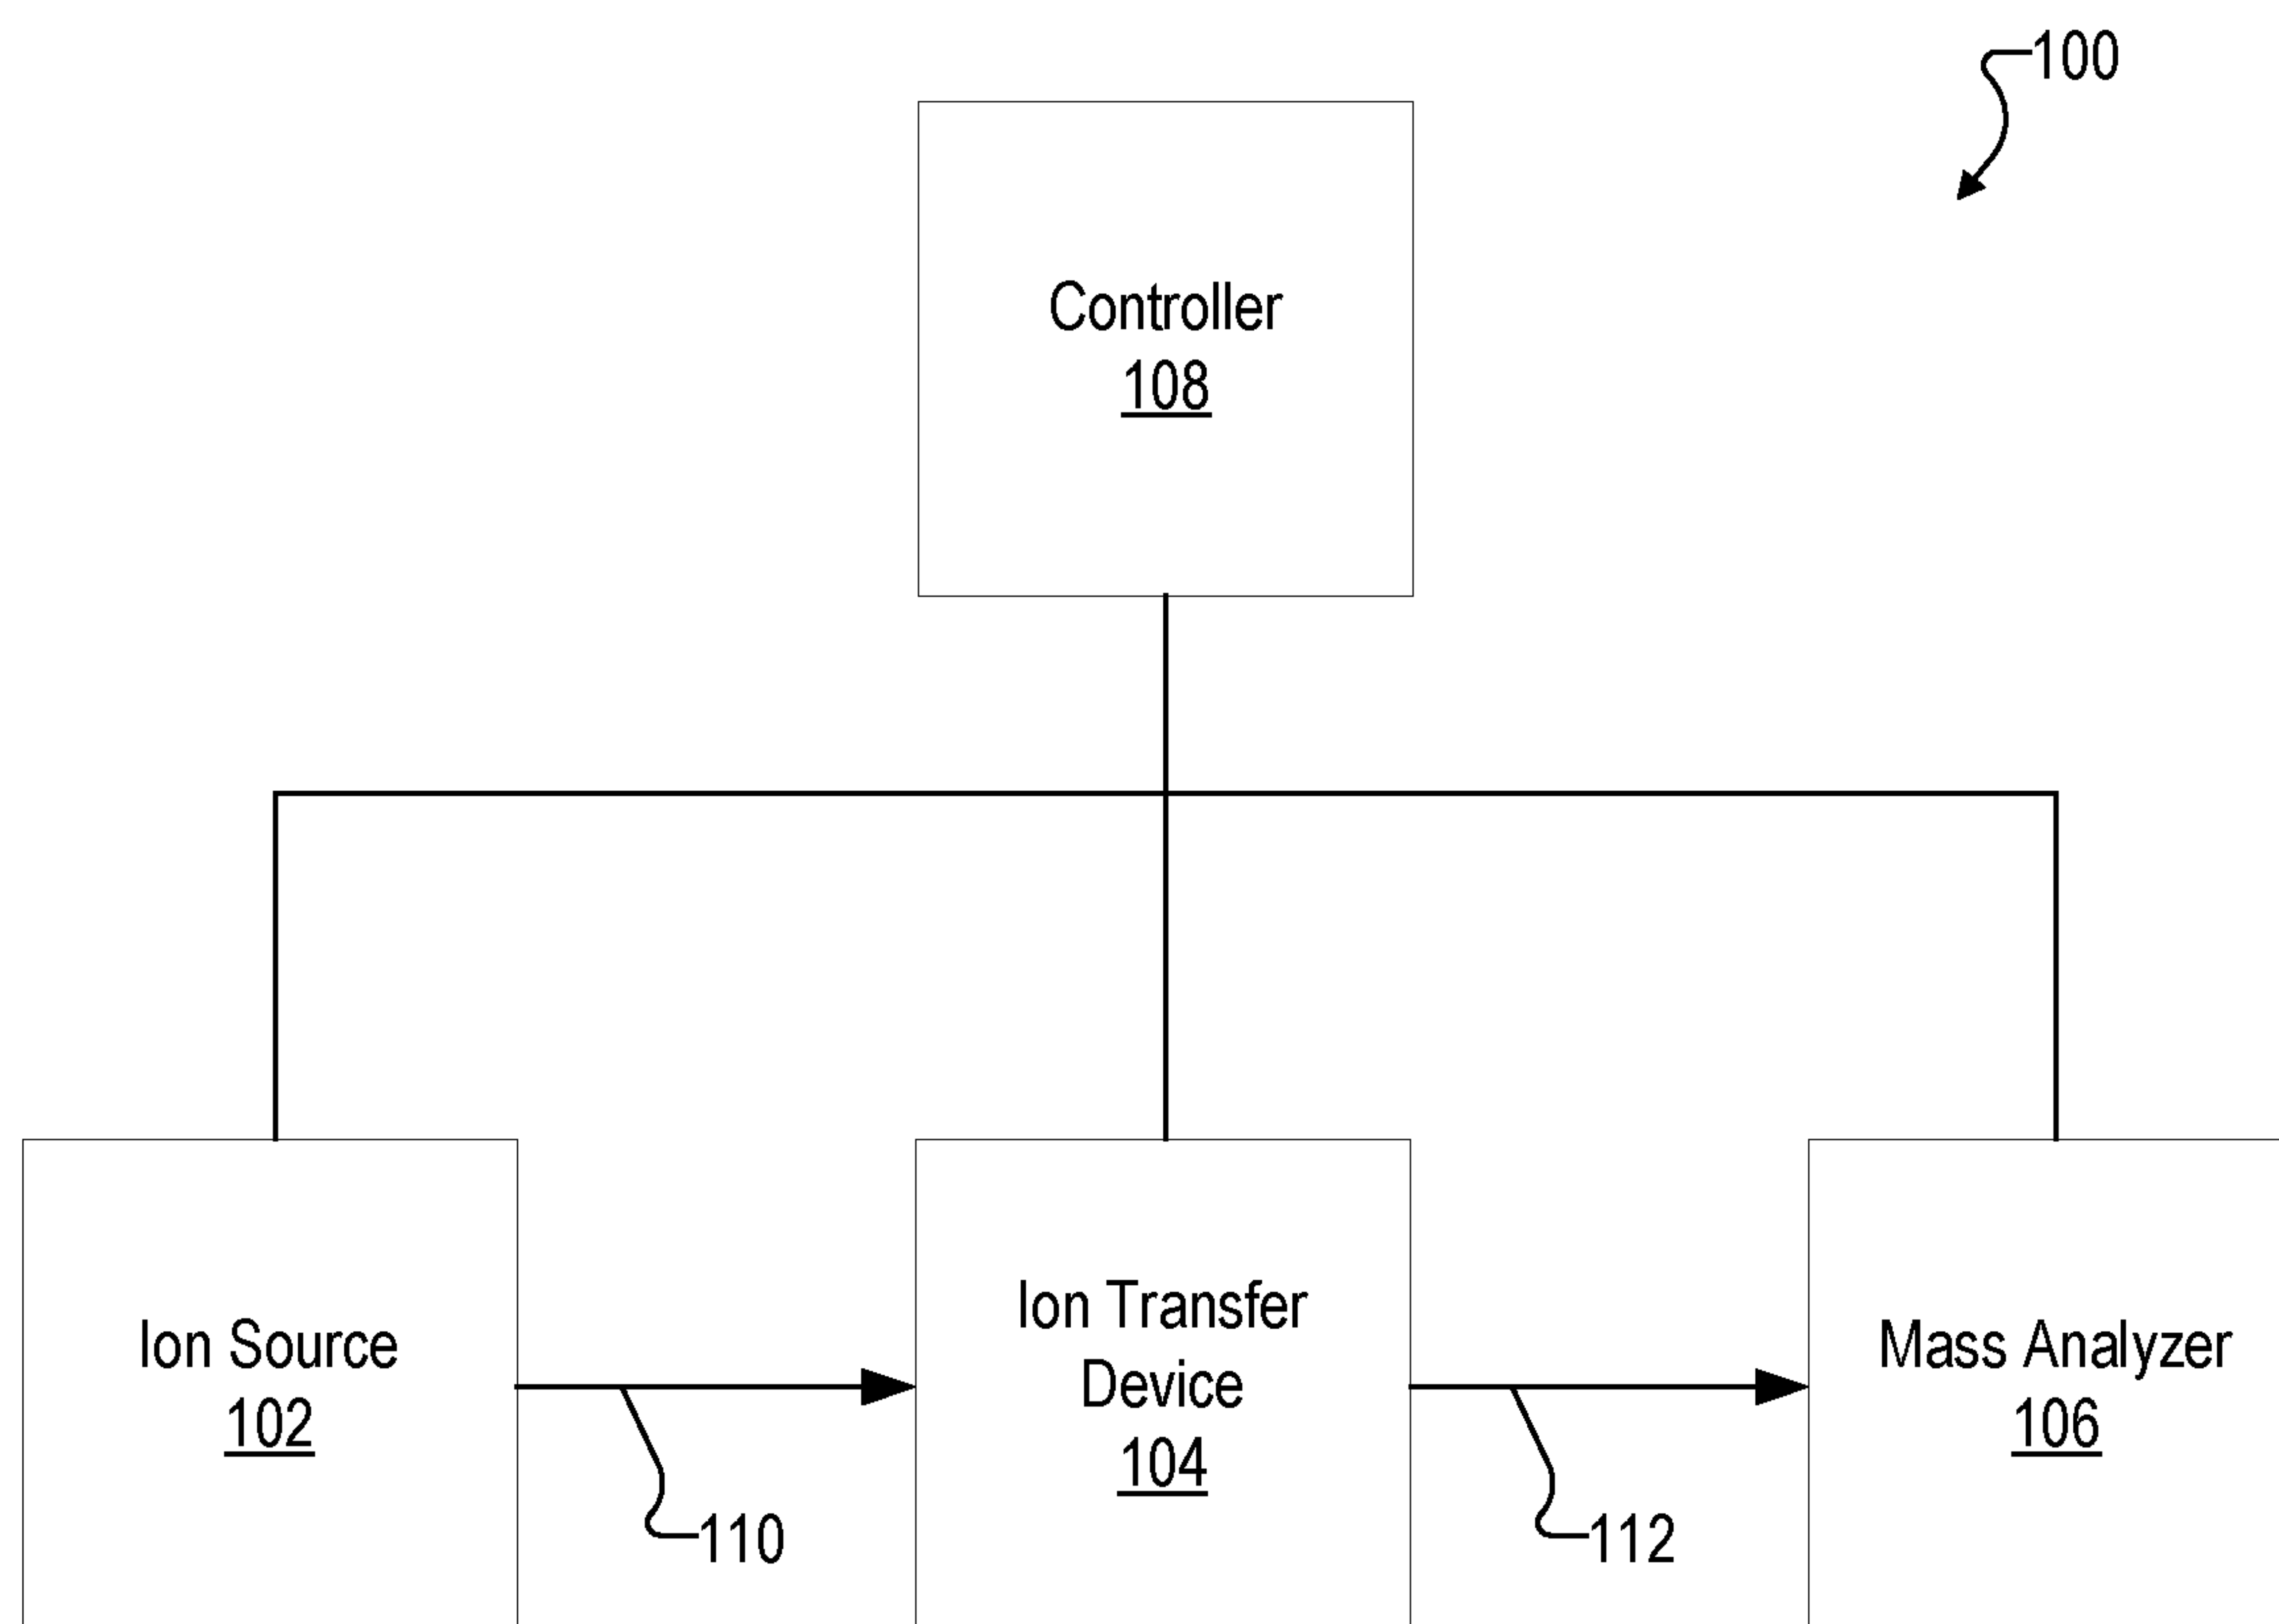 100
Controller
108
Ion Source
102
Ion Transfer
Device
104
Mass Analyzer
106
110
112